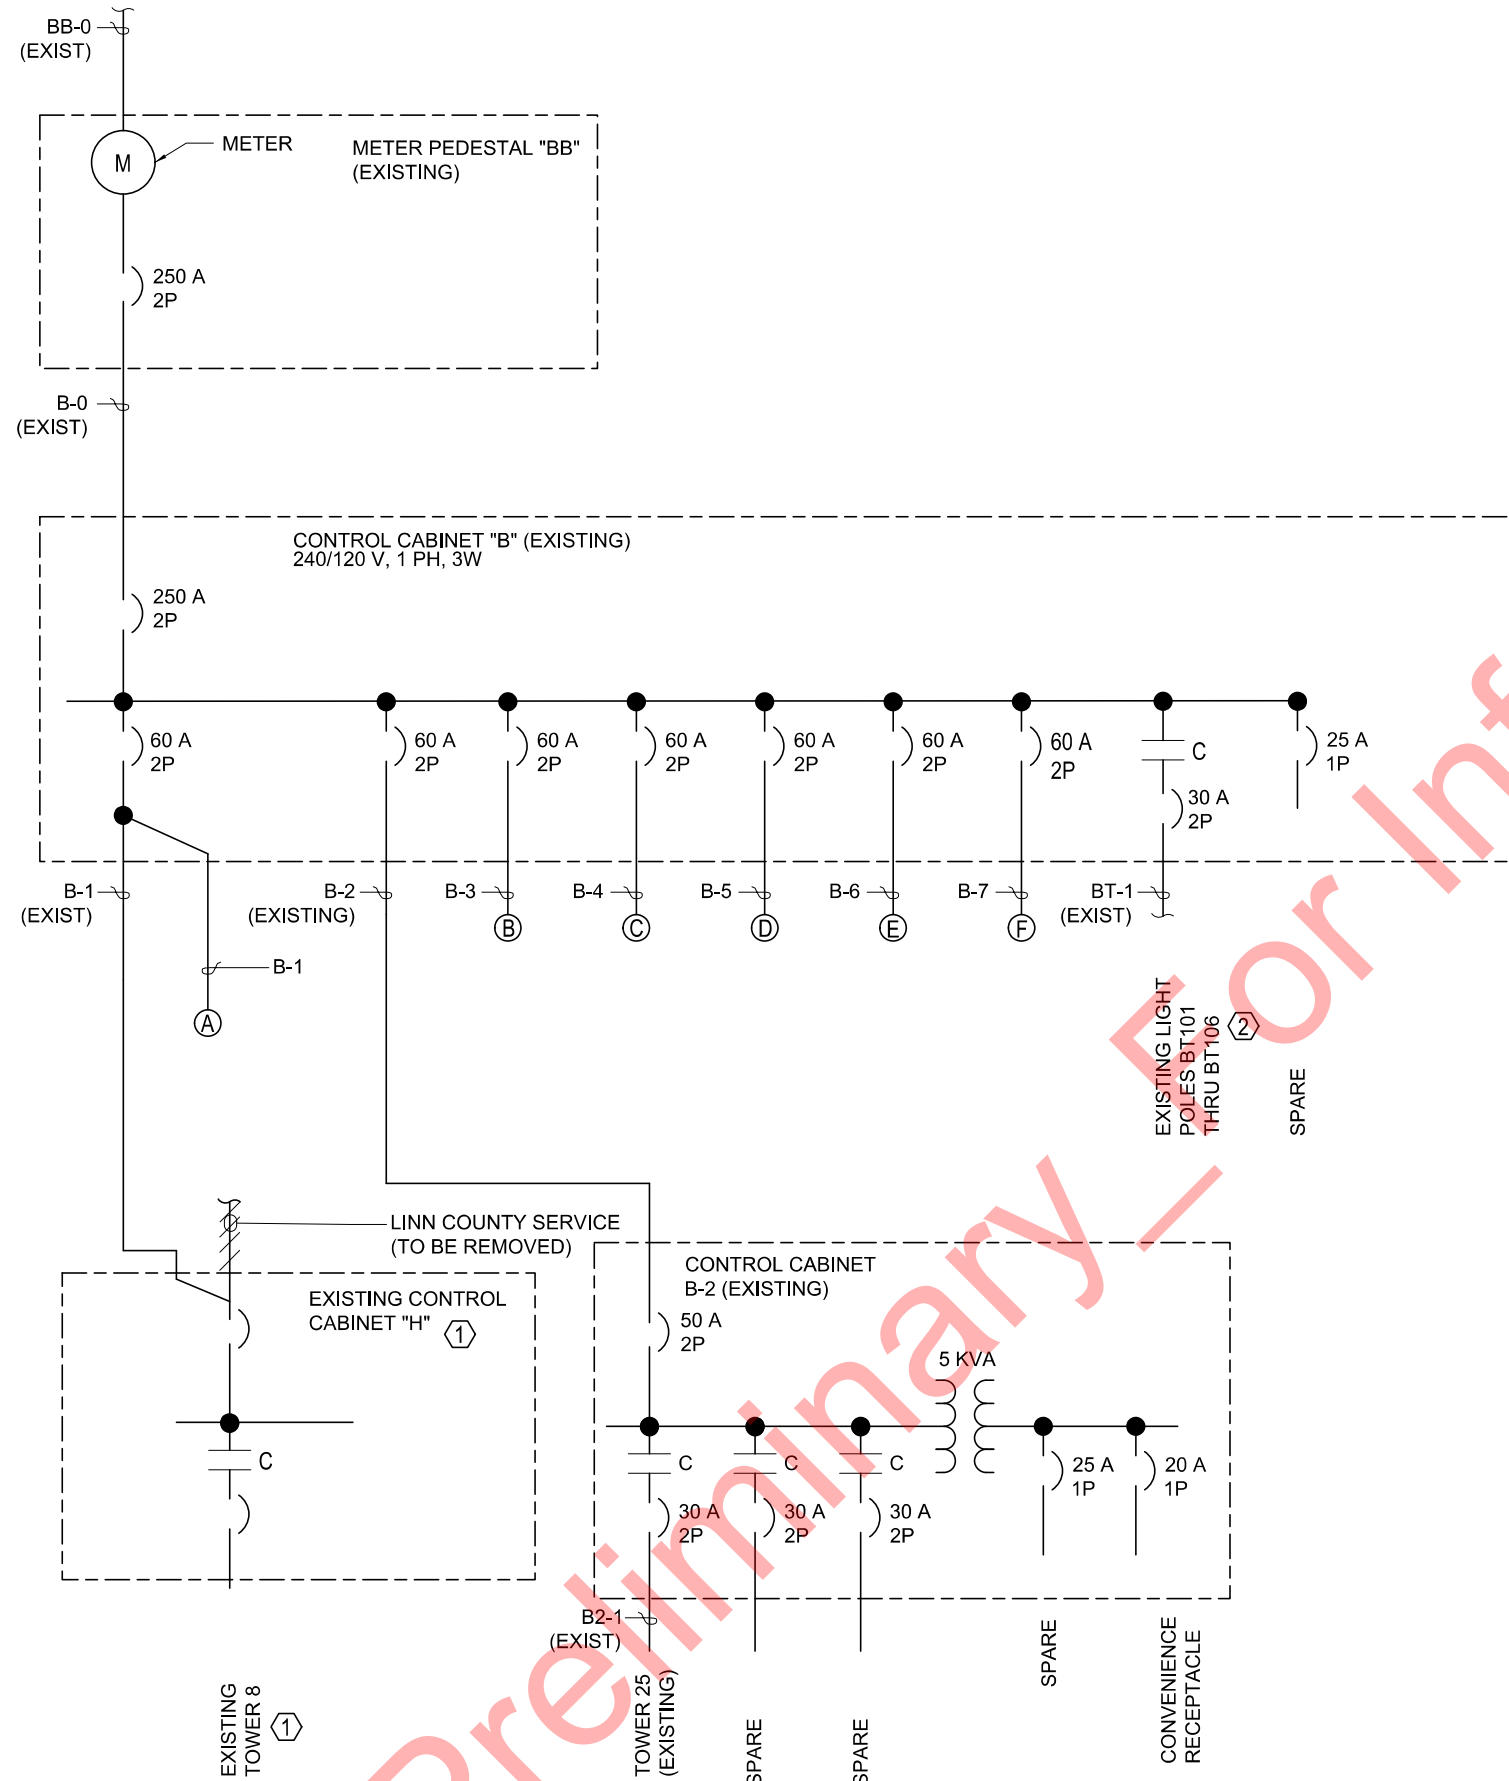 BB-0
(EXIST)
M
METER
METER PEDESTAL "BB"
(EXISTING)
250 A
2P
B-0
(EXIST)
CONTROL CABINET "B" (EXISTING)
240/120 V, 1 PH, 3W
250 A
2P
60 A
2P
60 A
2P
60 A
2P
60 A
2P
60 A
2P
60 A
2P
60 A
2P
C
30 A
2P
25 A
1P
B-1
(EXIST)
B-2
(EXISTING)
B-3
B-4
B-5
B-6
B-7
BT-1
(EXIST)
B
C
D
E
F
B-1
A
EXISTING LIGHT
POLES BT101
THRU BT106
2
SPARE
LINN COUNTY SERVICE
(TO BE REMOVED)
EXISTING CONTROL
CABINET "H"
1
CONTROL CABINET
B-2 (EXISTING)
50 A
2P
5 KVA
C
C
C
C
30 A
2P
30 A
2P
30 A
2P
25 A
1P
20 A
1P
B2-1
(EXIST)
EXISTING
TOWER 8
1
TOWER 25
(EXISTING)
SPARE
SPARE
SPARE
CONVENIENCE
RECEPTACLE
Preliminary_For Inf